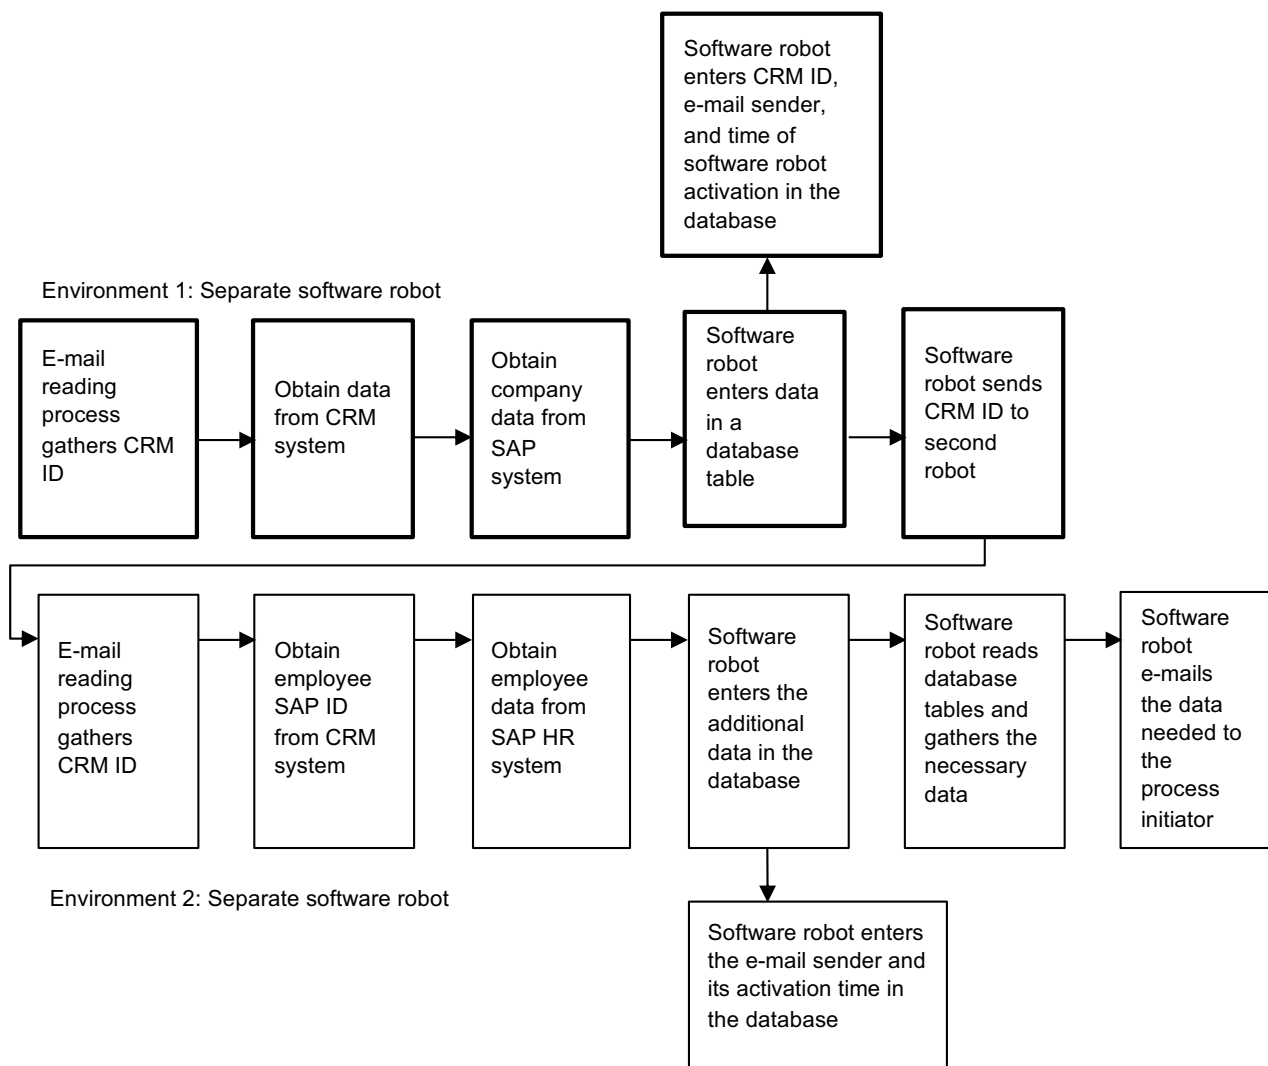 Software robot
enters CRM ID,
e-mail sender,
and time of
software robot
activation in the
database
Environment 1: Separate software robot
E-mail
reading
process
gathers CRM
ID
Obtain data
from CRM
system
Obtain
company
data from
SAP
system
Software
robot
enters data
in a
database
table
Software
robot sends
CRM ID to
second
robot
E-mail
reading
process
gathers
CRM ID
Obtain
employee
SAP ID
from CRM
system
Obtain
employee
data from
SAP HR
system
Software
robot
enters the
additional
data in the
database
Software
robot reads
database
tables and
gathers the
necessary
data
Software
robot
e-mails
the data
needed to
the
process
initiator
Environment 2: Separate software robot
Software robot enters
the e-mail sender and
its activation time in
the database